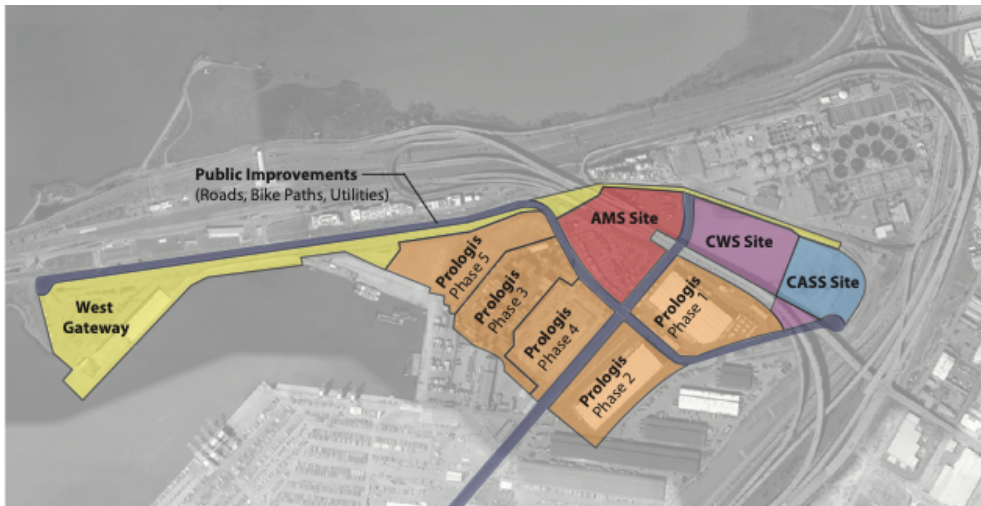 Public Improvements
(Roads, Bike Paths, Utilities)
AMS Site
CWS Site
CASS Site
West
Gateway
Prologis
Phase 5
Prologis
Phase 3
Prologis
Phase 4
Prologis
Phase 1
Prologis
Phase 2